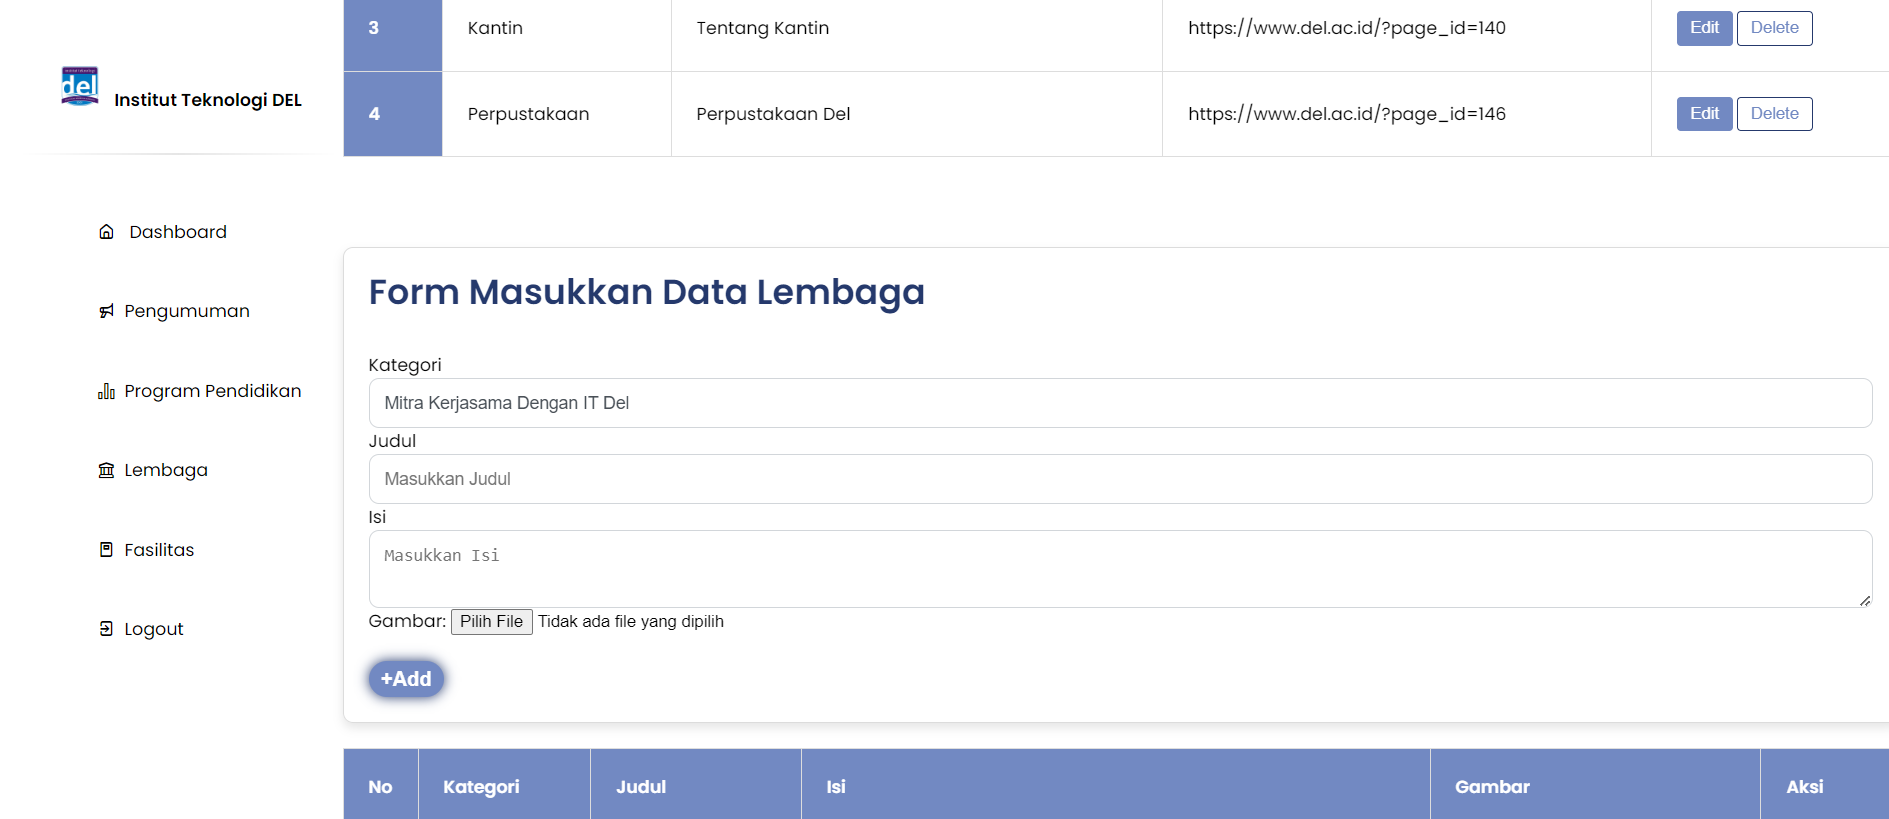 del
Institut Teknologi DEL
Dashboard
Pengumuman
Program Pendidikan
Lembaga
Fasilitas
Logout
3 Kantin Tentang Kantin https://www.del.ac.id/?page_id=140 Edit Delete
4 Perpustakaan Perpustakaan Del https://www.del.ac.id/?page_id=146 Edit Delete
Form Masukkan Data Lembaga
Kategori
Mitra Kerjasama Dengan IT Del
Judul
Masukkan Judul
Isi
Masukkan Isi
Gambar: Pilih File Tidak ada file yang dipilih
+Add
No Kategori Judul Isi Gambar Aksi